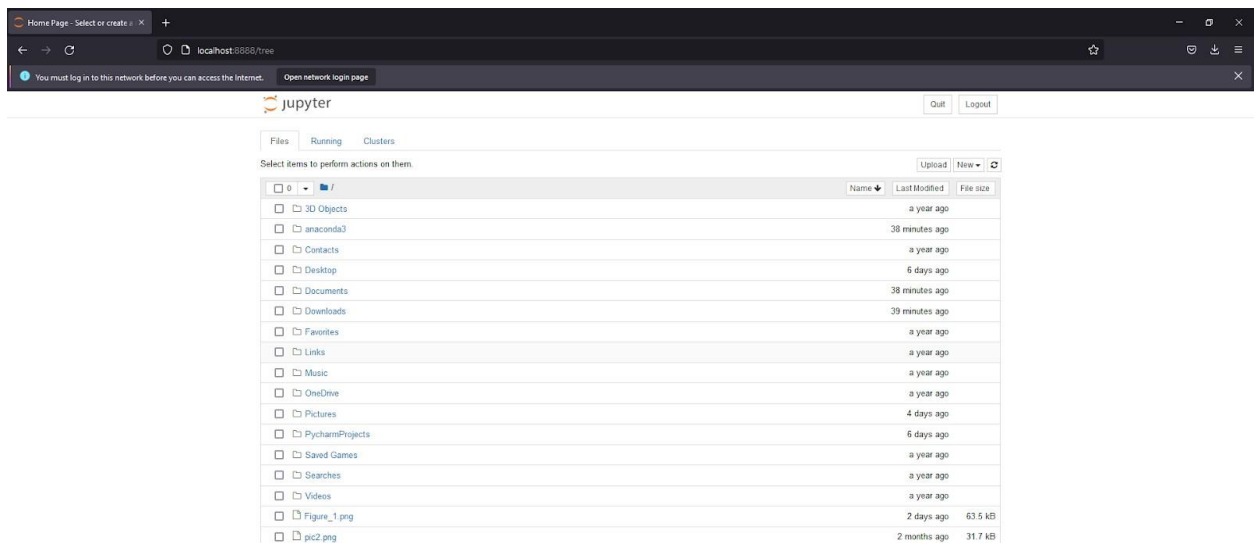 Home Page - Select or create a
localhost:8888/tree
You must log in to this network before you can access the Internet. Open network login page
jupyter Quit Logout
Files Running Clusters
Select items to perform actions on them. Upload New
0 / Name Last Modified File size
3D Objects a year ago
anaconda3 38 minutes ago
Contacts a year ago
Desktop 6 days ago
Documents 38 minutes ago
Downloads 39 minutes ago
Favorites a year ago
Links a year ago
Music a year ago
OneDrive a year ago
Pictures 4 days ago
PycharmProjects 6 days ago
Saved Games a year ago
Searches a year ago
Videos a year ago
Figure_1.png 2 days ago 63.5 kB
pic2.png 2 months ago 31.7 kB